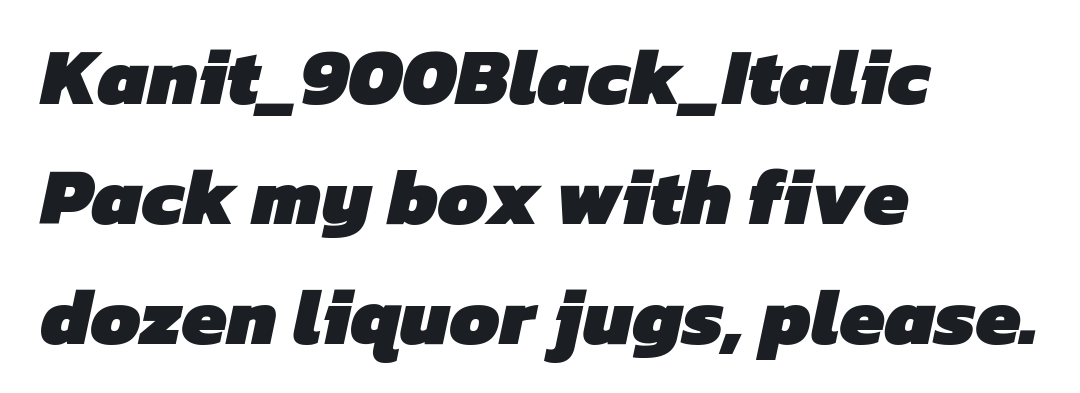 Kanit_900Black_Italic
Pack my box with five
dozen liquor jugs, please.